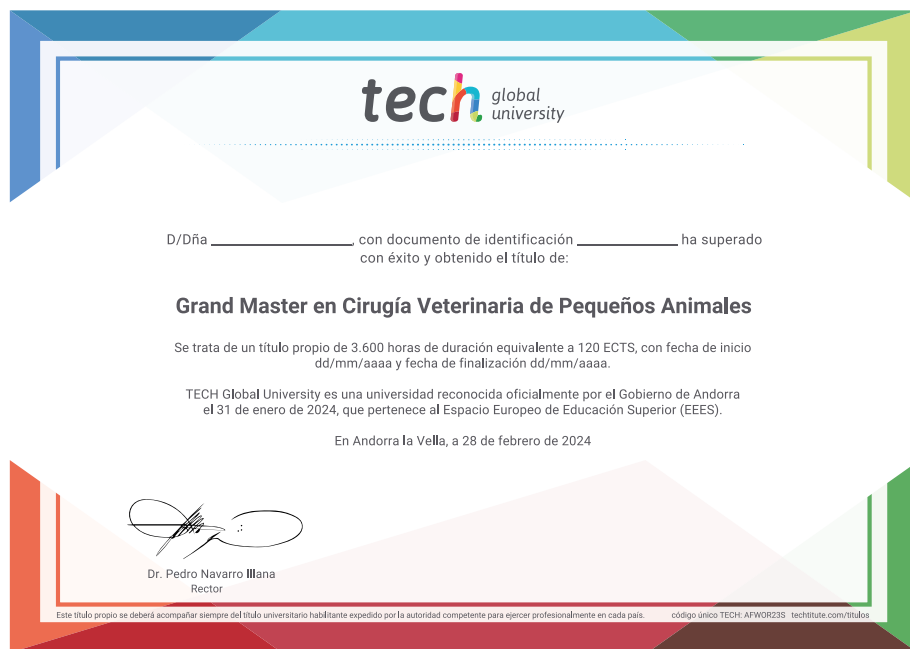 tech global university
D/Dña ____________________, con documento de identificación ______________ ha superado
con éxito y obtenido el título de:
Grand Master en Cirugía Veterinaria de Pequeños Animales
Se trata de un título propio de 3.600 horas de duración equivalente a 120 ECTS, con fecha de inicio
dd/mm/aaaa y fecha de finalización dd/mm/aaaa.
TECH Global University es una universidad reconocida oficialmente por el Gobierno de Andorra
el 31 de enero de 2024, que pertenece al Espacio Europeo de Educación Superior (EEES).
En Andorra la Vella, a 28 de febrero de 2024
Dr. Pedro Navarro Illana
Rector
Este título propio se deberá acompañar siempre del título universitario habilitante expedido por la autoridad competente para ejercer profesionalmente en cada país. código único TECH: AFWOR23S techtitute.com/titulos